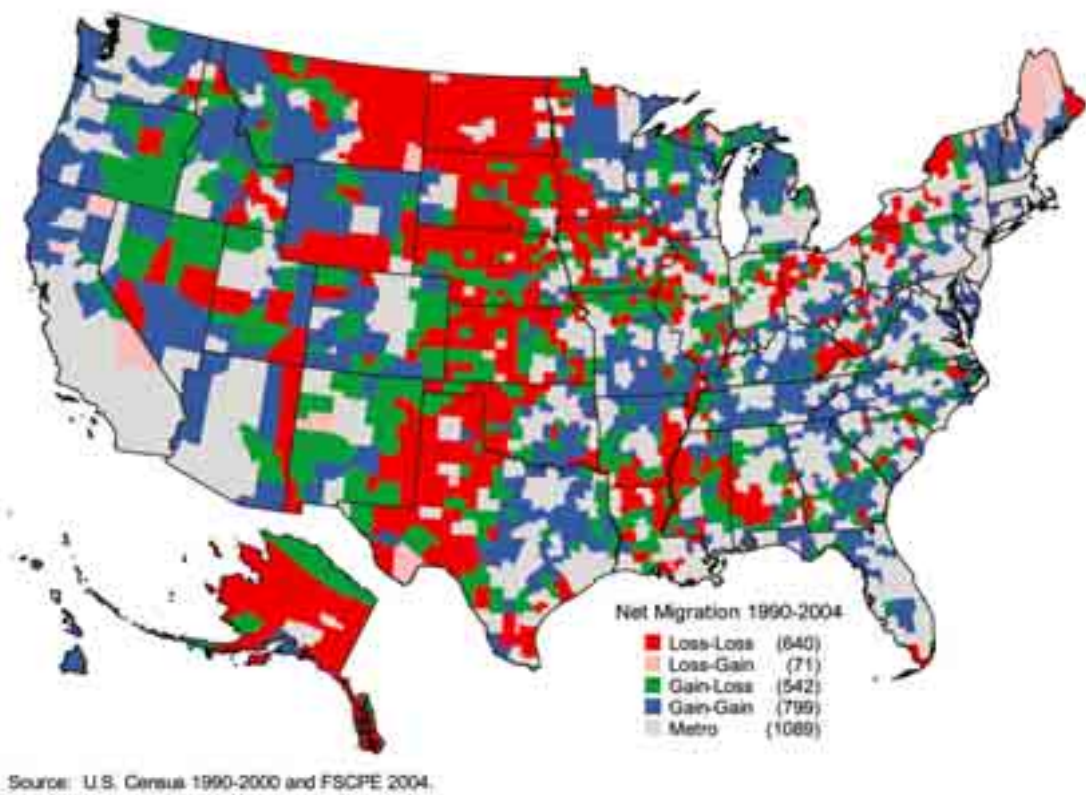 Net Migration 1990-2004
Loss-Loss (640)
Loss-Gain (71)
Gain-Loss (542)
Gain-Gain (799)
Metro (1089)
Source: U.S. Census 1990-2000 and FSCPE 2004.